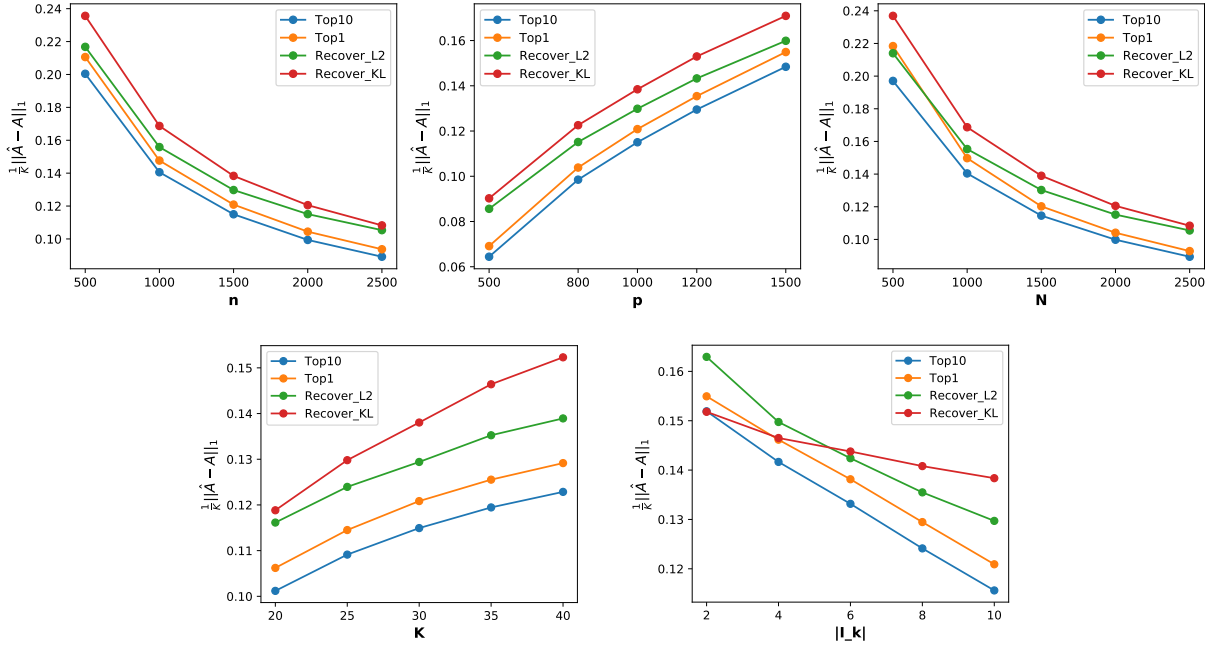 0.24
0.22
0.20
0.18
0.16
0.14
0.12
0.10
1/K ||Â − A||₁
Top10
Top1
Recover_L2
Recover_KL
500 1000 1500 2000 2500
n
0.16
0.14
0.12
0.10
0.08
0.06
1/K ||Â − A||₁
Top10
Top1
Recover_L2
Recover_KL
500 800 1000 1200 1500
p
0.24
0.22
0.20
0.18
0.16
0.14
0.12
0.10
1/K ||Â − A||₁
Top10
Top1
Recover_L2
Recover_KL
500 1000 1500 2000 2500
N
0.15
0.14
0.13
0.12
0.11
0.10
1/K ||Â − A||₁
Top10
Top1
Recover_L2
Recover_KL
20 25 30 35 40
K
0.16
0.15
0.14
0.13
0.12
1/K ||Â − A||₁
Top10
Top1
Recover_L2
Recover_KL
2 4 6 8 10
|I_k|